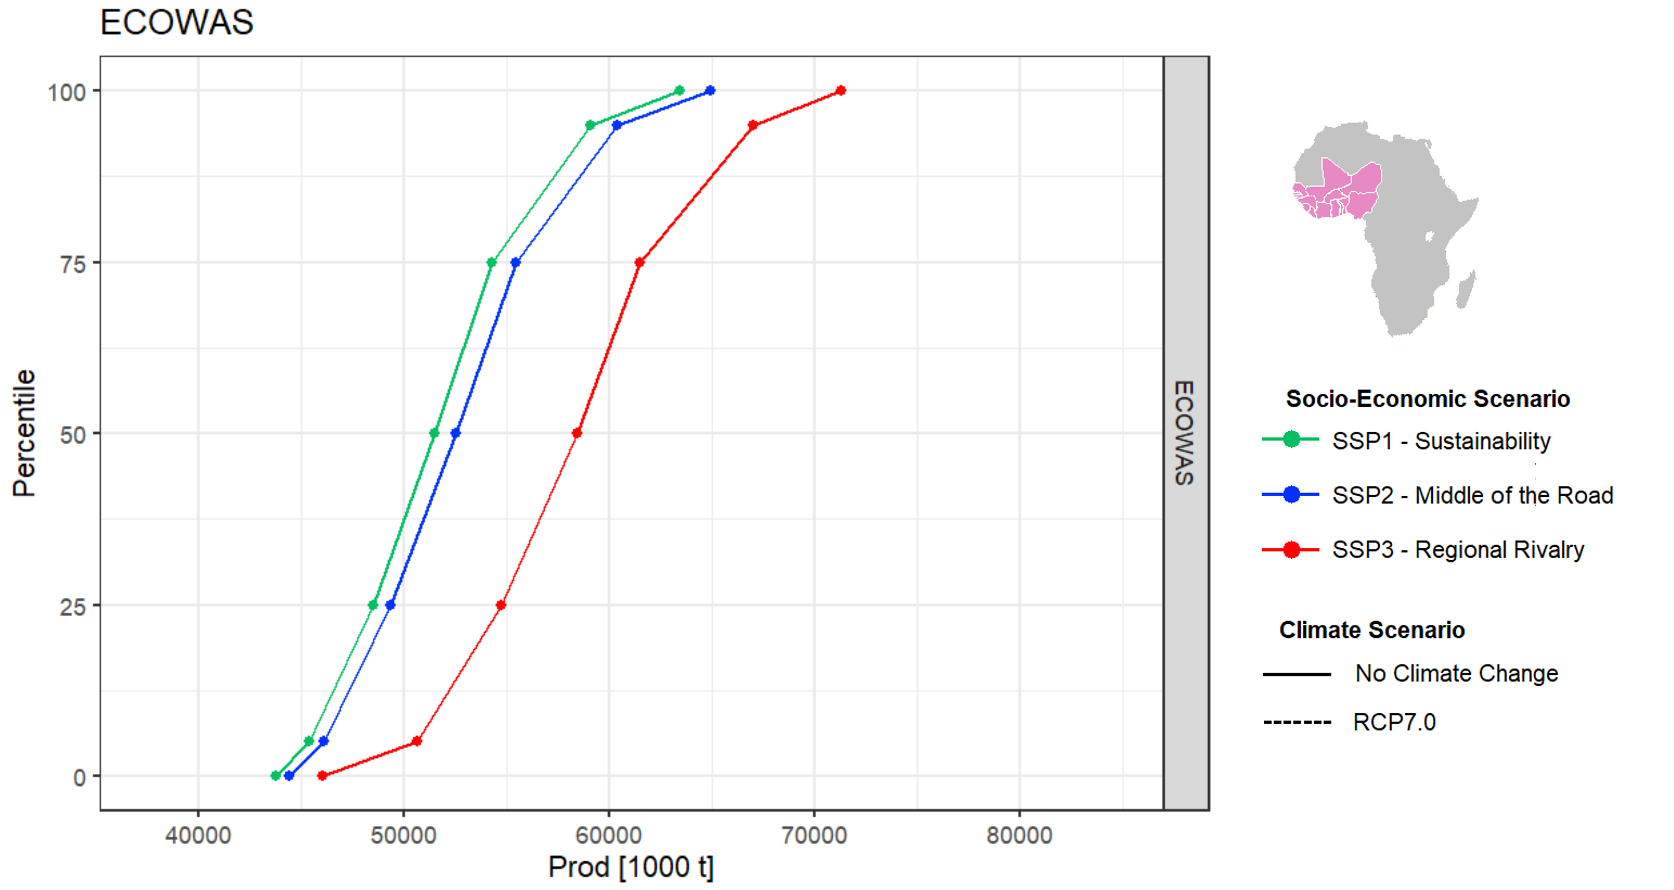 ECOWAS
100
75
50
25
0
Percentile
40000
50000
60000
70000
80000
Prod [1000 t]
ECOWAS
Socio-Economic Scenario
SSP1 - Sustainability
SSP2 - Middle of the Road
SSP3 - Regional Rivalry
Climate Scenario
No Climate Change
RCP7.0